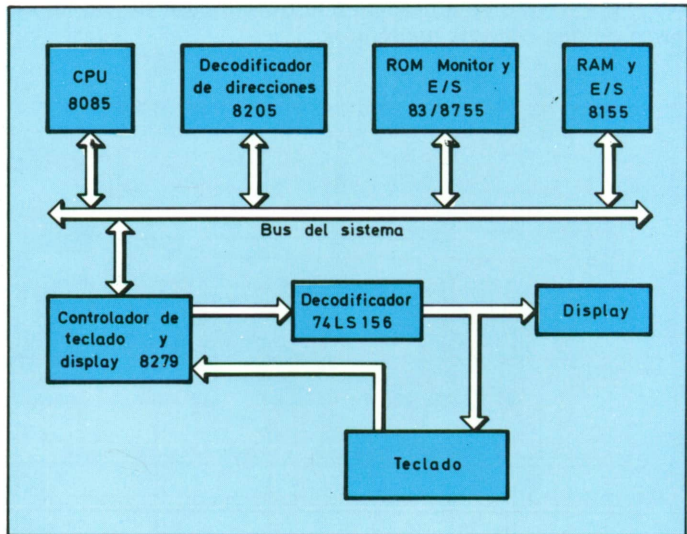 CPU
8085
Decodificador
de direcciones
8205
ROM Monitor y
E/S
83/8755
RAM y
E/S
8155
Bus del sistema
Controlador de
teclado y
display 8279
Decodificador
74LS156
Display
Teclado